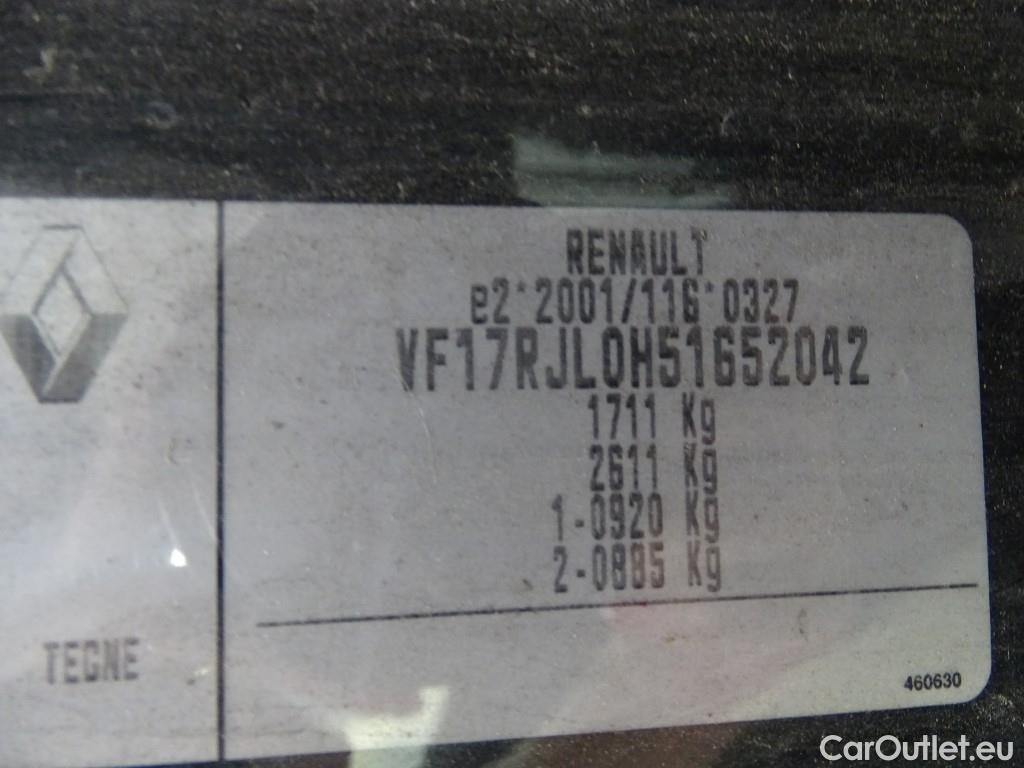 RENAULT
e2*2001/116*0327
VF17RJL0H51652042
1711 Kg
2611 Kg
1-0920 Kg
2-0885 Kg
TEGNE
460630
CarOutlet.eu